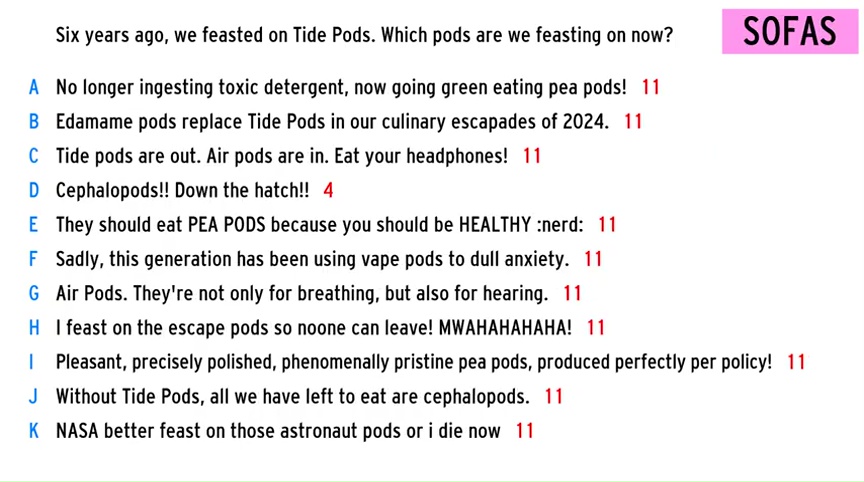 Six years ago, we feasted on Tide Pods. Which pods are we feasting on now?
SOFAS
A No longer ingesting toxic detergent, now going green eating pea pods! 11
B Edamame pods replace Tide Pods in our culinary escapades of 2024. 11
C Tide pods are out. Air pods are in. Eat your headphones! 11
D Cephalopods!! Down the hatch!! 4
E They should eat PEA PODS because you should be HEALTHY :nerd: 11
F Sadly, this generation has been using vape pods to dull anxiety. 11
G Air Pods. They're not only for breathing, but also for hearing. 11
H I feast on the escape pods so noone can leave! MWAHAHAHAHA! 11
I Pleasant, precisely polished, phenomenally pristine pea pods, produced perfectly per policy! 11
J Without Tide Pods, all we have left to eat are cephalopods. 11
K NASA better feast on those astronaut pods or i die now 11